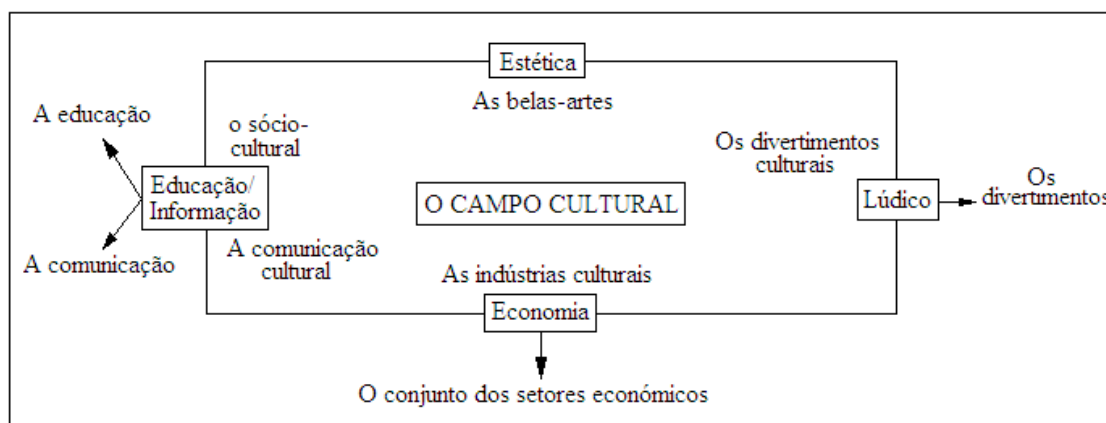 Estética
As belas-artes
A educação
o sócio-
cultural
Os divertimentos
culturais
Educação/
Informação
O CAMPO CULTURAL
Lúdico
Os
divertimentos
A comunicação
A comunicação
cultural
As indústrias culturais
Economia
O conjunto dos setores económicos